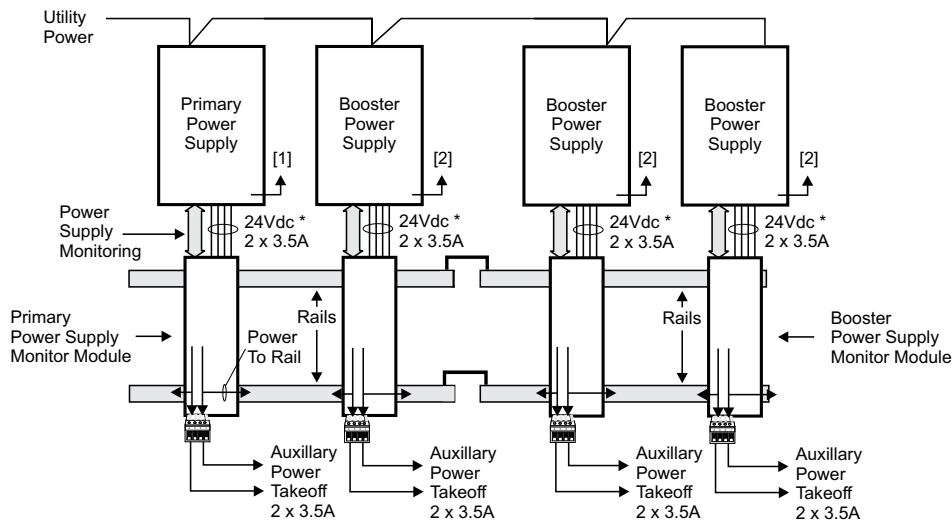 Utility
Power
Primary
Power
Supply
Booster
Power
Supply
Booster
Power
Supply
Booster
Power
Supply
[1]
[2]
[2]
[2]
Power
Supply
Monitoring
24Vdc *
2 x 3.5A
24Vdc *
2 x 3.5A
24Vdc *
2 x 3.5A
24Vdc *
2 x 3.5A
Primary
Power Supply
Monitor Module
Rails
Power
To Rail
Rails
Booster
Power Supply
Monitor Module
Auxillary
Power
Takeoff
2 x 3.5A
Auxillary
Power
Takeoff
2 x 3.5A
Auxillary
Power
Takeoff
2 x 3.5A
Auxillary
Power
Takeoff
2 x 3.5A